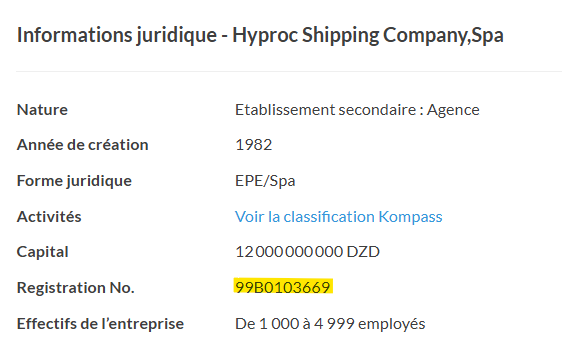 Informations juridique - Hyproc Shipping Company,Spa
Nature Etablissement secondaire : Agence
Année de création 1982
Forme juridique EPE/Spa
Activités Voir la classification Kompass
Capital 12 000 000 000 DZD
Registration No. 99B0103669
Effectifs de l’entreprise De 1 000 à 4 999 employés